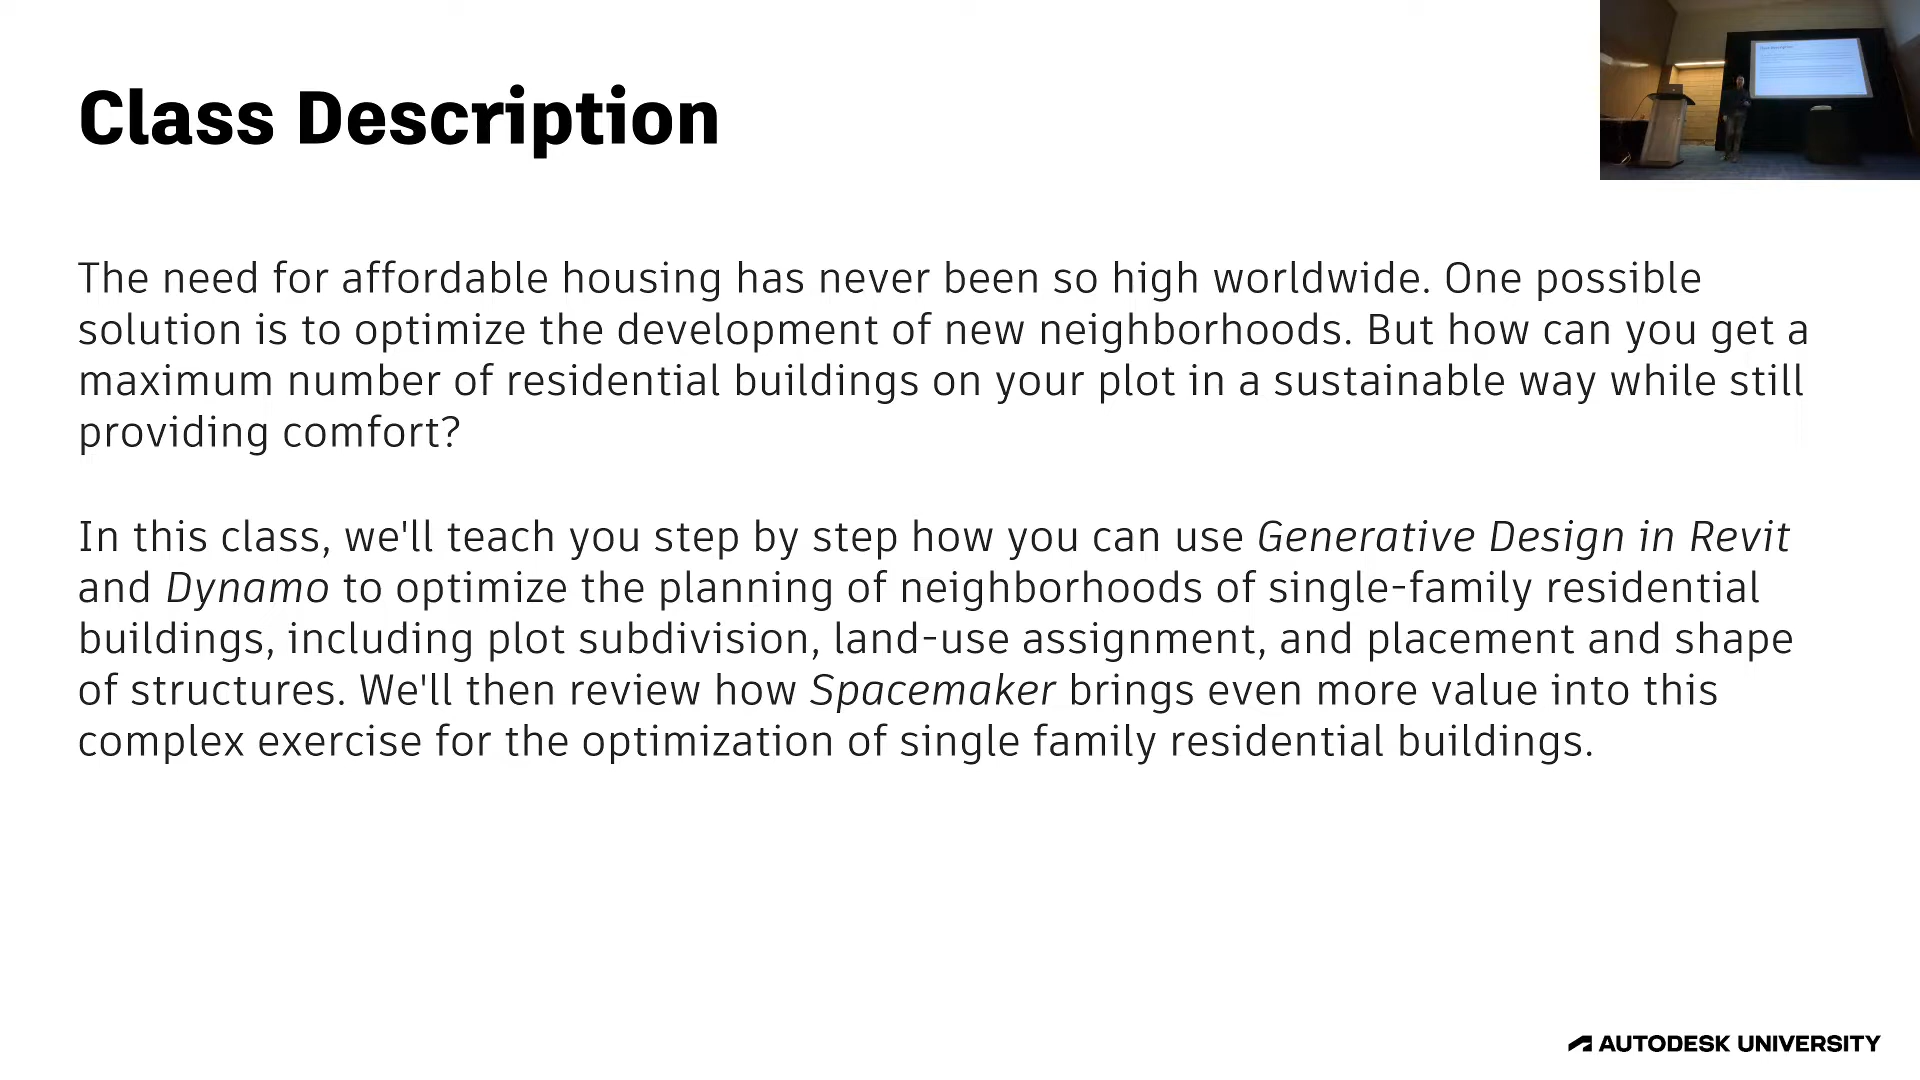 Class Description
The need for affordable housing has never been so high worldwide. One possible
solution is to optimize the development of new neighborhoods. But how can you get a
maximum number of residential buildings on your plot in a sustainable way while still
providing comfort?
In this class, we'll teach you step by step how you can use Generative Design in Revit
and Dynamo to optimize the planning of neighborhoods of single-family residential
buildings, including plot subdivision, land-use assignment, and placement and shape
of structures. We'll then review how Spacemaker brings even more value into this
complex exercise for the optimization of single family residential buildings.
AUTODESK UNIVERSITY